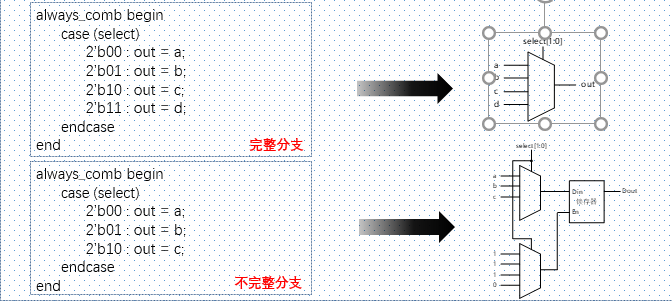 always_comb begin
case (select)
2'b00 : out = a;
2'b01 : out = b;
2'b10 : out = c;
2'b11 : out = d;
endcase
end
完整分支
select[1:0]
a
b
c
d
out
always_comb begin
case (select)
2'b00 : out = a;
2'b01 : out = b;
2'b10 : out = c;
endcase
end
不完整分支
select[1:0]
a
b
c
Din
Dout
锁存器
En
1
1
1
0